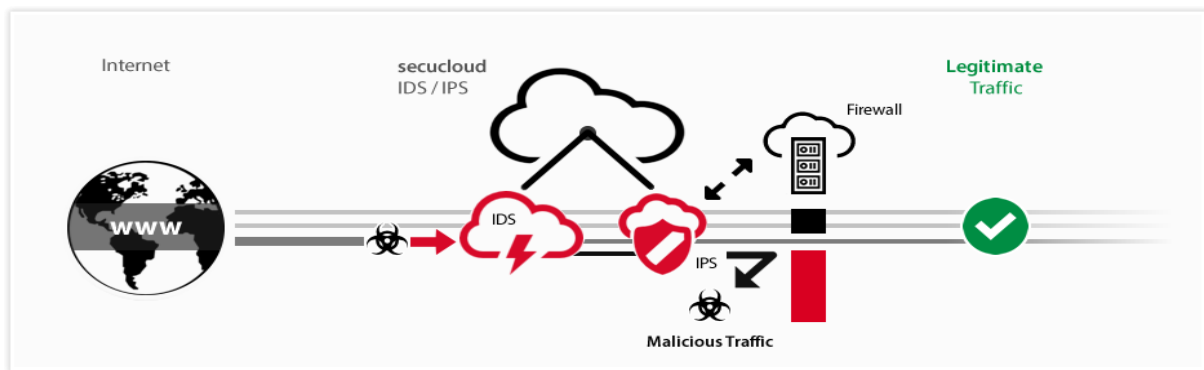 Internet
secucloud
IDS / IPS
Legitimate
Traffic
Firewall
www
IDS
IPS
Malicious Traffic